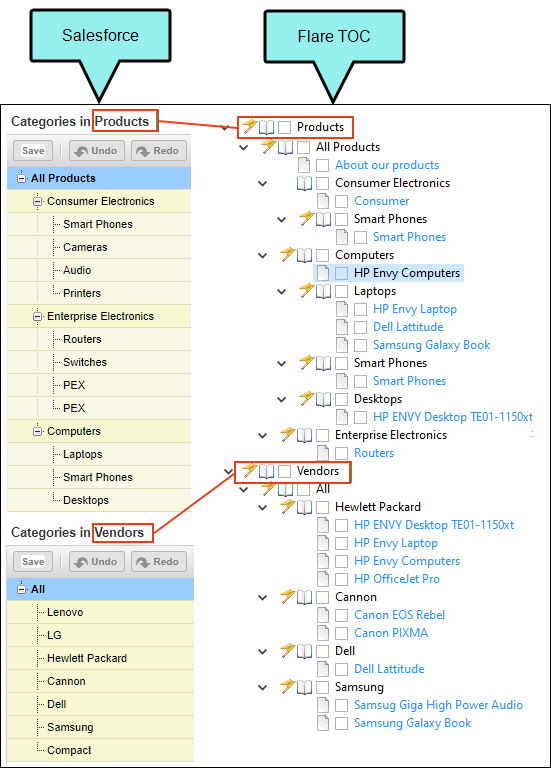 Salesforce
Flare TOC
Categories in Products
Save
Undo
Redo
All Products
Consumer Electronics
Smart Phones
Cameras
Audio
Printers
Enterprise Electronics
Routers
Switches
PEX
PEX
Computers
Laptops
Smart Phones
Desktops
Categories in Vendors
Save
Undo
Redo
All
Lenovo
LG
Hewlett Packard
Cannon
Dell
Samsung
Compact
Products
All Products
About our products
Consumer Electronics
Consumer
Smart Phones
Smart Phones
Computers
HP Envy Computers
Laptops
HP Envy Laptop
Dell Lattitude
Samsung Galaxy Book
Smart Phones
Smart Phones
Desktops
HP ENVY Desktop TE01-1150xt
Enterprise Electronics
Routers
Vendors
All
Hewlett Packard
HP ENVY Desktop TE01-1150xt
HP Envy Laptop
HP Envy Computers
HP OfficeJet Pro
Cannon
Canon EOS Rebel
Canon PIXMA
Dell
Dell Lattitude
Samsung
Samsug Giga High Power Audio
Samsung Galaxy Book